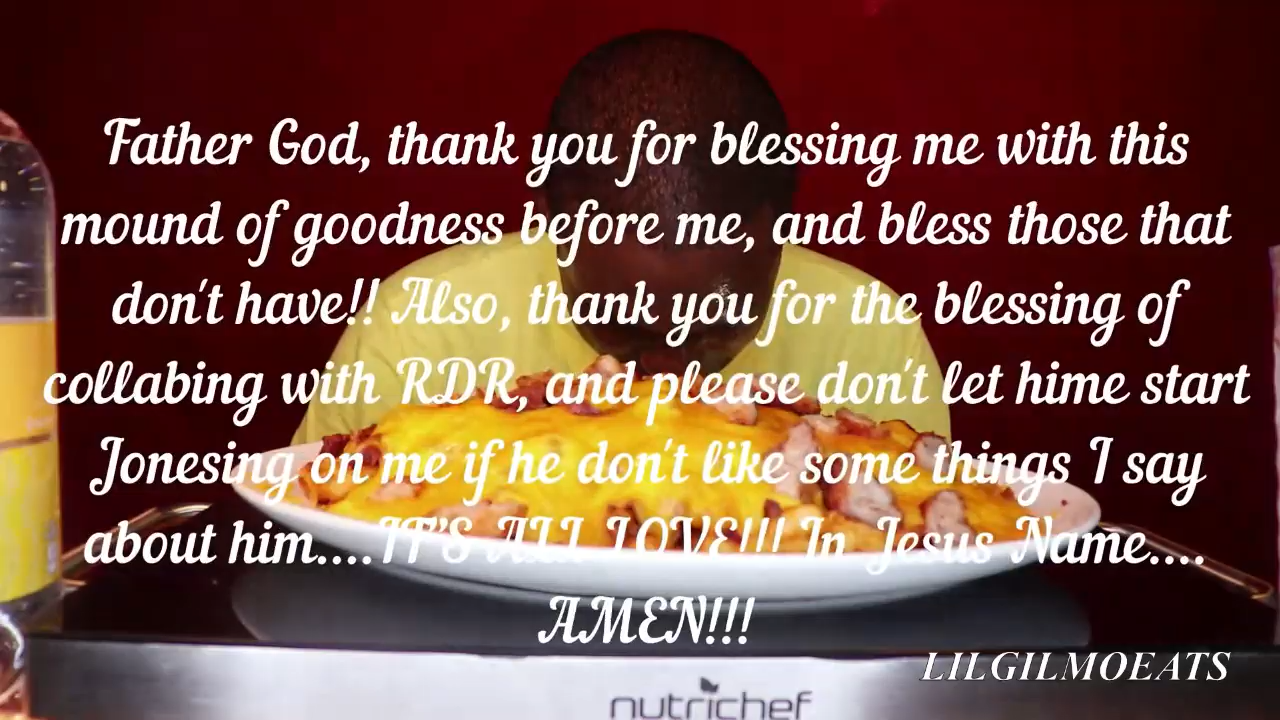 Father God, thank you for blessing me with this
mound of goodness before me, and bless those that
don't have!! Also, thank you for the blessing of
collabing with RDR, and please don't let hime start
Jonesing on me if he don't like some things I say
about him....IT'S ALL LOVE!!! In Jesus Name....
AMEN!!!
LILGILMOEATS
nutrichef